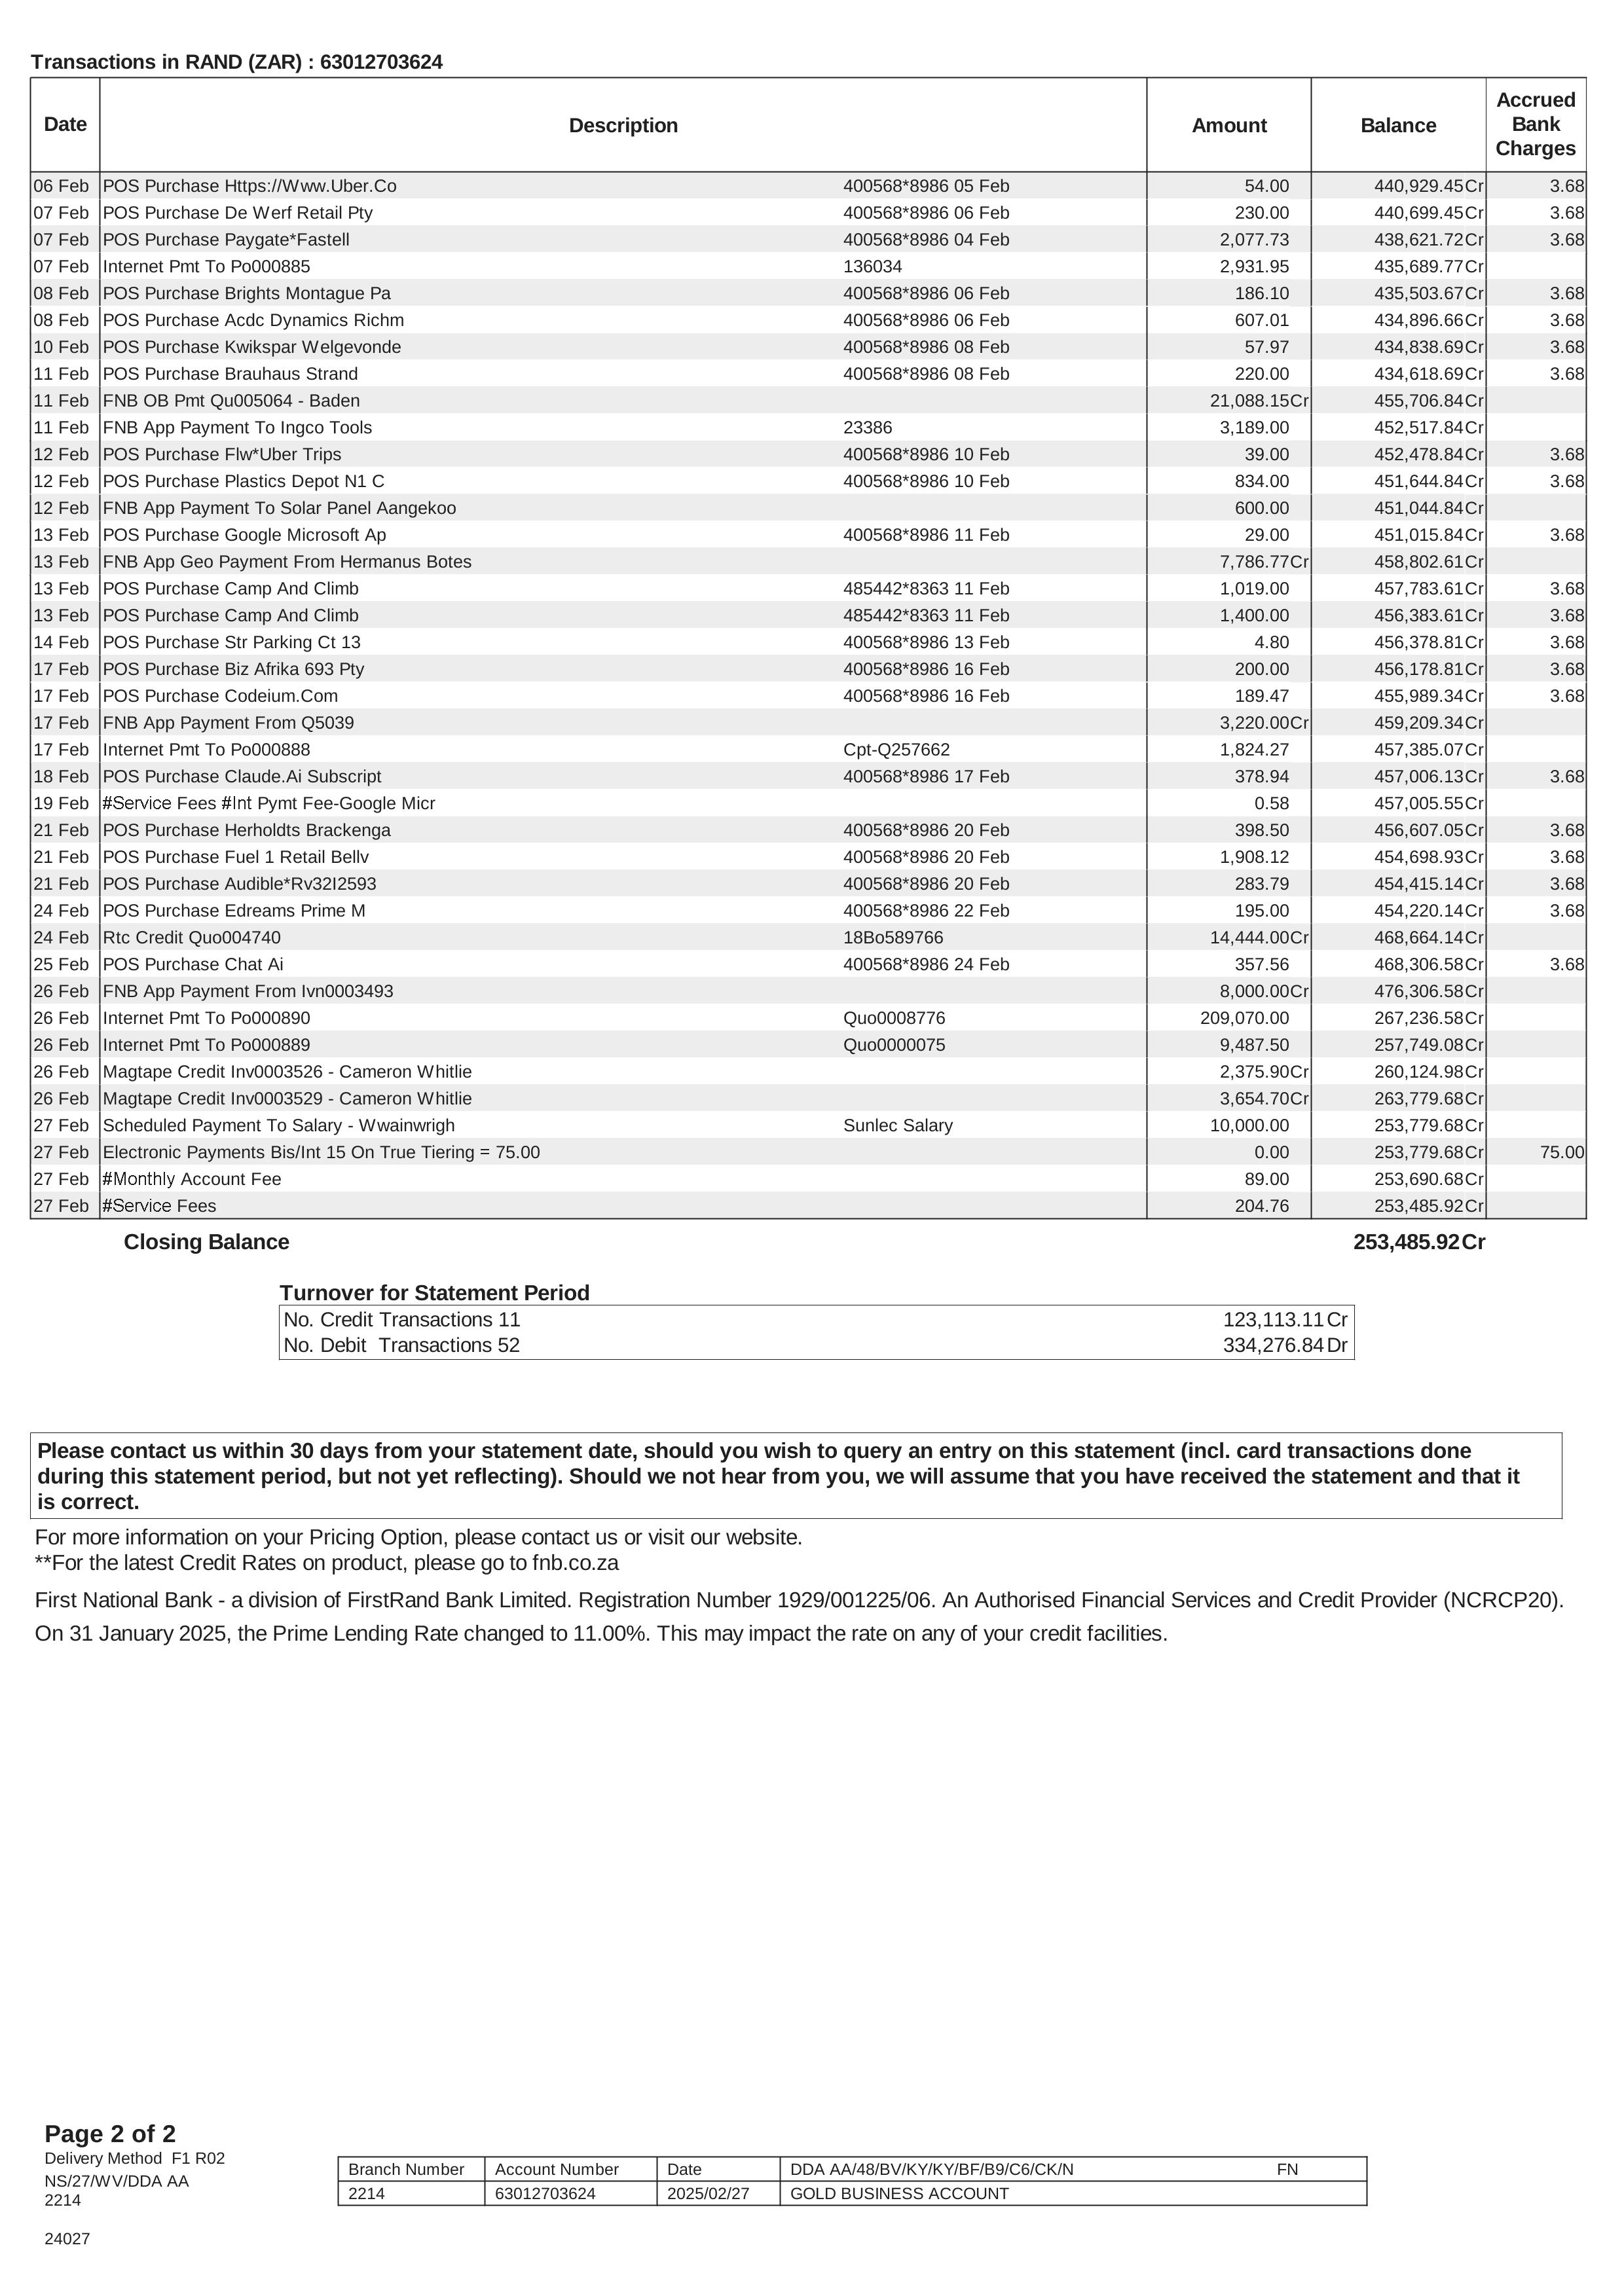 Transactions in RAND (ZAR) : 63012703624
Date Description Amount Balance Accrued Bank Charges
06 Feb POS Purchase Https://Www.Uber.Co 400568*8986 05 Feb 54.00 440,929.45Cr 3.68
07 Feb POS Purchase De Werf Retail Pty 400568*8986 06 Feb 230.00 440,699.45Cr 3.68
07 Feb POS Purchase Paygate*Fastell 400568*8986 04 Feb 2,077.73 438,621.72Cr 3.68
07 Feb Internet Pmt To Po000885 136034 2,931.95 435,689.77Cr
08 Feb POS Purchase Brights Montague Pa 400568*8986 06 Feb 186.10 435,503.67Cr 3.68
08 Feb POS Purchase Acdc Dynamics Richm 400568*8986 06 Feb 607.01 434,896.66Cr 3.68
10 Feb POS Purchase Kwikspar Welgevonde 400568*8986 08 Feb 57.97 434,838.69Cr 3.68
11 Feb POS Purchase Brauhaus Strand 400568*8986 08 Feb 220.00 434,618.69Cr 3.68
11 Feb FNB OB Pmt Qu005064 - Baden 21,088.15Cr 455,706.84Cr
11 Feb FNB App Payment To Ingco Tools 23386 3,189.00 452,517.84Cr
12 Feb POS Purchase Flw*Uber Trips 400568*8986 10 Feb 39.00 452,478.84Cr 3.68
12 Feb POS Purchase Plastics Depot N1 C 400568*8986 10 Feb 834.00 451,644.84Cr 3.68
12 Feb FNB App Payment To Solar Panel Aangekoo 600.00 451,044.84Cr
13 Feb POS Purchase Google Microsoft Ap 400568*8986 11 Feb 29.00 451,015.84Cr 3.68
13 Feb FNB App Geo Payment From Hermanus Botes 7,786.77Cr 458,802.61Cr
13 Feb POS Purchase Camp And Climb 485442*8363 11 Feb 1,019.00 457,783.61Cr 3.68
13 Feb POS Purchase Camp And Climb 485442*8363 11 Feb 1,400.00 456,383.61Cr 3.68
14 Feb POS Purchase Str Parking Ct 13 400568*8986 13 Feb 4.80 456,378.81Cr 3.68
17 Feb POS Purchase Biz Afrika 693 Pty 400568*8986 16 Feb 200.00 456,178.81Cr 3.68
17 Feb POS Purchase Codeium.Com 400568*8986 16 Feb 189.47 455,989.34Cr 3.68
17 Feb FNB App Payment From Q5039 3,220.00Cr 459,209.34Cr
17 Feb Internet Pmt To Po000888 Cpt-Q257662 1,824.27 457,385.07Cr
18 Feb POS Purchase Claude.Ai Subscript 400568*8986 17 Feb 378.94 457,006.13Cr 3.68
19 Feb #Service Fees #Int Pymt Fee-Google Micr 0.58 457,005.55Cr
21 Feb POS Purchase Herholdts Brackenga 400568*8986 20 Feb 398.50 456,607.05Cr 3.68
21 Feb POS Purchase Fuel 1 Retail Bellv 400568*8986 20 Feb 1,908.12 454,698.93Cr 3.68
21 Feb POS Purchase Audible*Rv32I2593 400568*8986 20 Feb 283.79 454,415.14Cr 3.68
24 Feb POS Purchase Edreams Prime M 400568*8986 22 Feb 195.00 454,220.14Cr 3.68
24 Feb Rtc Credit Quo004740 18Bo589766 14,444.00Cr 468,664.14Cr
25 Feb POS Purchase Chat Ai 400568*8986 24 Feb 357.56 468,306.58Cr 3.68
26 Feb FNB App Payment From Ivn0003493 8,000.00Cr 476,306.58Cr
26 Feb Internet Pmt To Po000890 Quo0008776 209,070.00 267,236.58Cr
26 Feb Internet Pmt To Po000889 Quo0000075 9,487.50 257,749.08Cr
26 Feb Magtape Credit Inv0003526 - Cameron Whitlie 2,375.90Cr 260,124.98Cr
26 Feb Magtape Credit Inv0003529 - Cameron Whitlie 3,654.70Cr 263,779.68Cr
27 Feb Scheduled Payment To Salary - Wwainwrigh Sunlec Salary 10,000.00 253,779.68Cr
27 Feb Electronic Payments Bis/Int 15 On True Tiering = 75.00 0.00 253,779.68Cr 75.00
27 Feb #Monthly Account Fee 89.00 253,690.68Cr
27 Feb #Service Fees 204.76 253,485.92Cr
Closing Balance 253,485.92Cr
Turnover for Statement Period
No. Credit Transactions 11 123,113.11Cr
No. Debit Transactions 52 334,276.84Dr
Please contact us within 30 days from your statement date, should you wish to query an entry on this statement (incl. card transactions done
during this statement period, but not yet reflecting). Should we not hear from you, we will assume that you have received the statement and that it
is correct.
For more information on your Pricing Option, please contact us or visit our website.
**For the latest Credit Rates on product, please go to fnb.co.za
First National Bank - a division of FirstRand Bank Limited. Registration Number 1929/001225/06. An Authorised Financial Services and Credit Provider (NCRCP20).
On 31 January 2025, the Prime Lending Rate changed to 11.00%. This may impact the rate on any of your credit facilities.
Page 2 of 2
Delivery Method F1 R02
NS/27/WV/DDA AA
2214
24027
Branch Number Account Number Date DDA AA/48/BV/KY/KY/BF/B9/C6/CK/N FN
2214 63012703624 2025/02/27 GOLD BUSINESS ACCOUNT